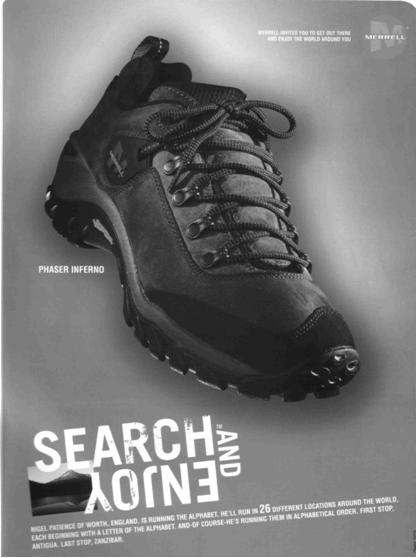 MERRELL INVITES YOU TO GET OUT THERE
AND ENJOY THE WORLD AROUND YOU
MERRELL
PHASER INFERNO
SEARCH
AND™
ENJOY
NIGEL PATIENCE OF WORTH, ENGLAND, IS RUNNING THE ALPHABET. HE'LL RUN IN 26 DIFFERENT LOCATIONS AROUND THE WORLD,
EACH BEGINNING WITH A LETTER OF THE ALPHABET. AND-OF COURSE-HE'S RUNNING THEM IN ALPHABETICAL ORDER. FIRST STOP,
ANTIGUA. LAST STOP, ZANZIBAR.